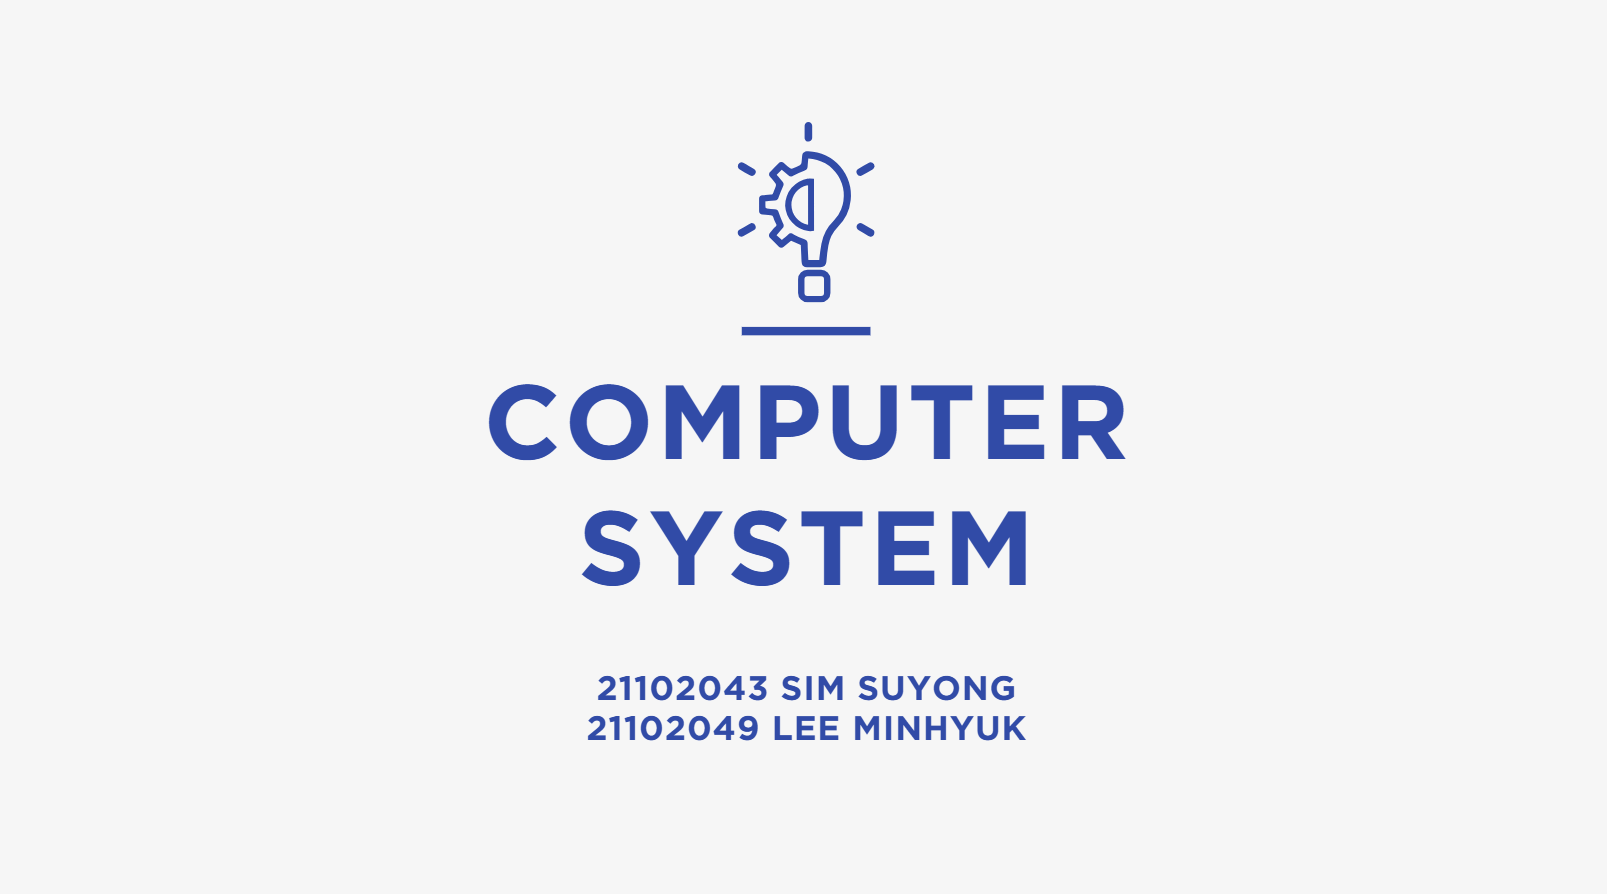 COMPUTER
SYSTEM
21102043 SIM SUYONG
21102049 LEE MINHYUK